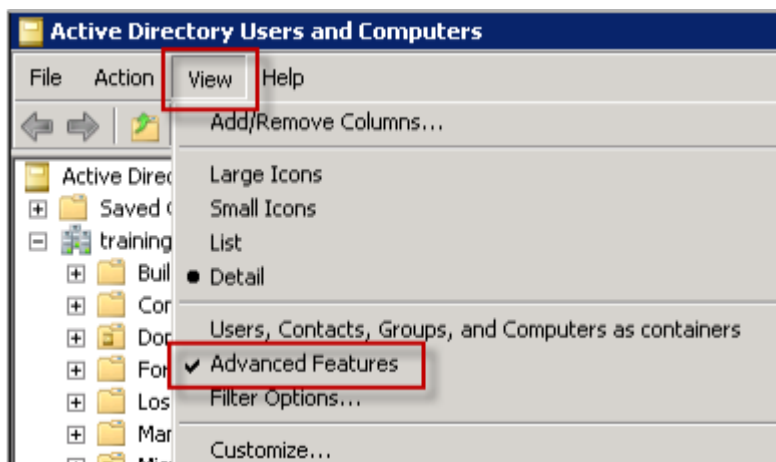 Active Directory Users and Computers
File Action View Help
Add/Remove Columns...
Active Direc
Large Icons
Saved
Small Icons
training
List
Buil
Detail
Cor
Users, Contacts, Groups, and Computers as containers
Dor
Advanced Features
For
Filter Options...
Los
Mar
Customize...